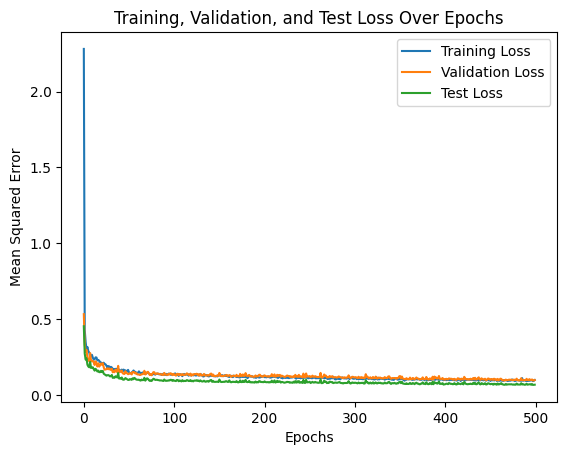 Training, Validation, and Test Loss Over Epochs
Training Loss
Validation Loss
Test Loss
Mean Squared Error
2.0
1.5
1.0
0.5
0.0
0
100
200
300
400
500
Epochs